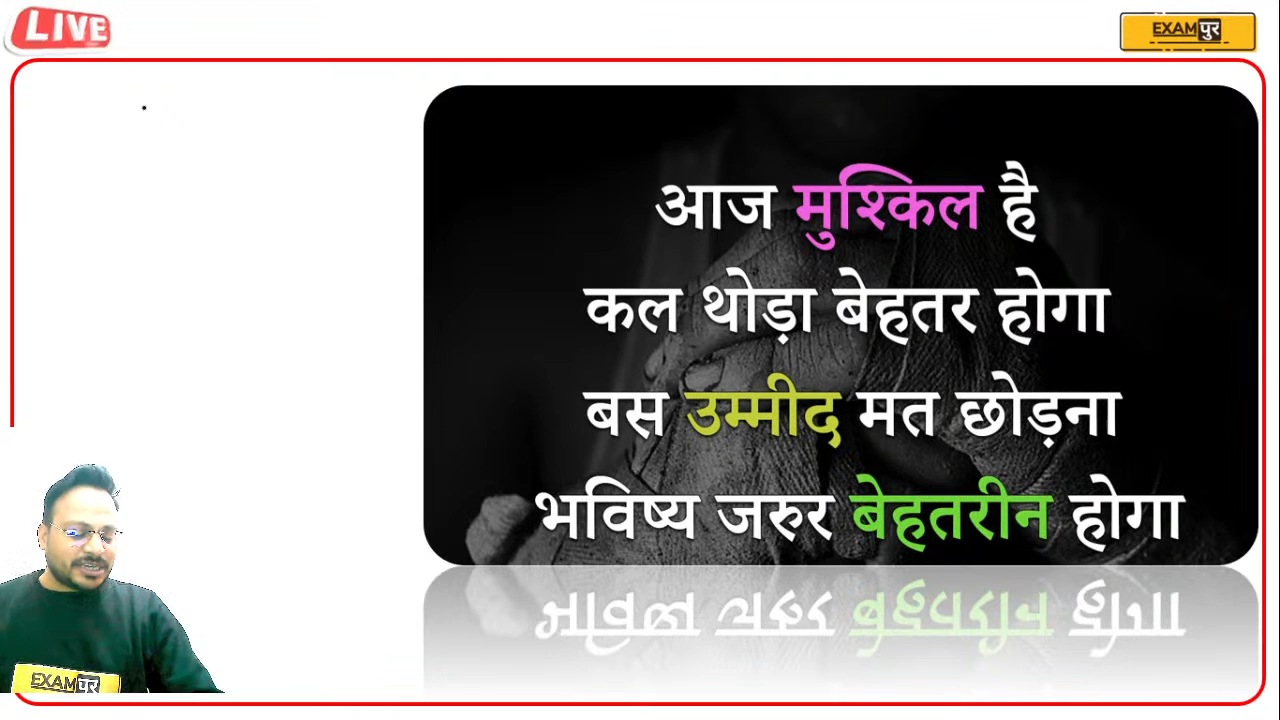 LIVE
EXAMपुर
आज मुश्किल है
कल थोड़ा बेहतर होगा
बस उम्मीद मत छोड़ना
भविष्य जरुर बेहतरीन होगा
EXAMपुर